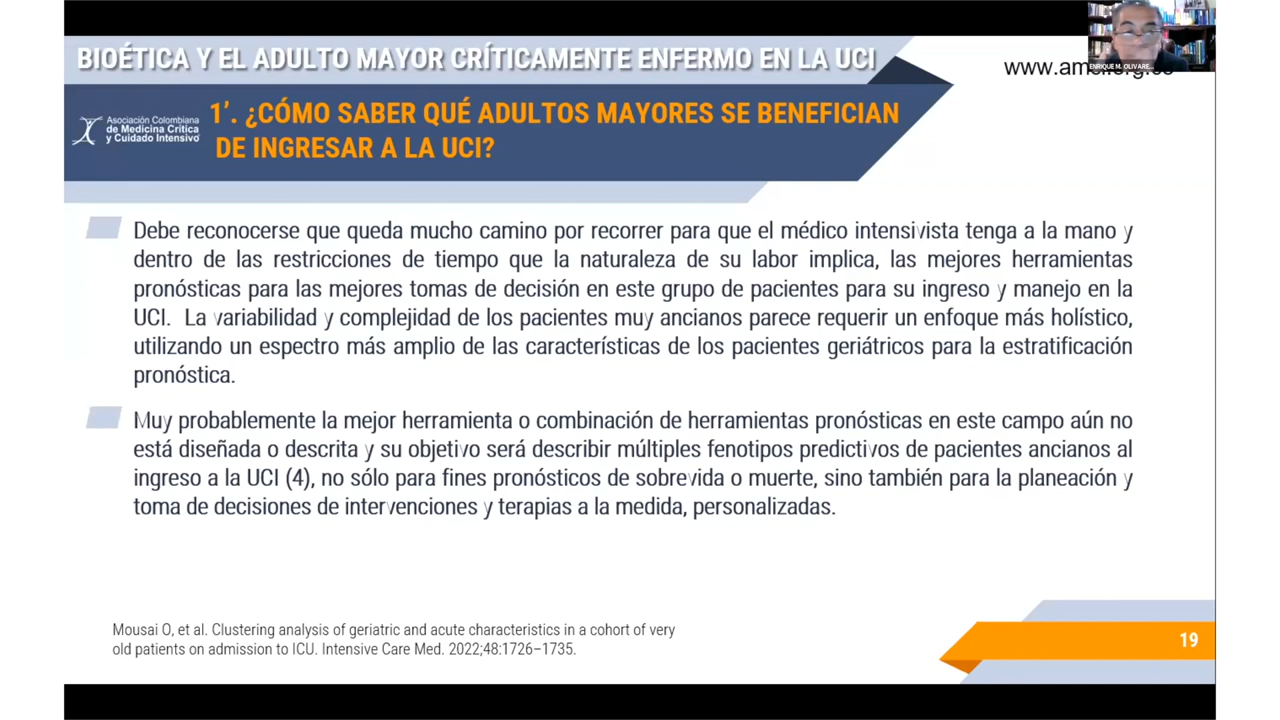 BIOÉTICA Y EL ADULTO MAYOR CRÍTICAMENTE ENFERMO EN LA UCI
ENRIQUE M. OLIVARE...
1’. ¿CÓMO SABER QUÉ ADULTOS MAYORES SE BENEFICIAN
DE INGRESAR A LA UCI?
Asociación Colombiana
de Medicina Crítica
y Cuidado Intensivo
Debe reconocerse que queda mucho camino por recorrer para que el médico intensivista tenga a la mano y
dentro de las restricciones de tiempo que la naturaleza de su labor implica, las mejores herramientas
pronósticas para las mejores tomas de decisión en este grupo de pacientes para su ingreso y manejo en la
UCI. La variabilidad y complejidad de los pacientes muy ancianos parece requerir un enfoque más holístico,
utilizando un espectro más amplio de las características de los pacientes geriátricos para la estratificación
pronóstica.
Muy probablemente la mejor herramienta o combinación de herramientas pronósticas en este campo aún no
está diseñada o descrita y su objetivo será describir múltiples fenotipos predictivos de pacientes ancianos al
ingreso a la UCI (4), no sólo para fines pronósticos de sobrevida o muerte, sino también para la planeación y
toma de decisiones de intervenciones y terapias a la medida, personalizadas.
Mousai O, et al. Clustering analysis of geriatric and acute characteristics in a cohort of very
old patients on admission to ICU. Intensive Care Med. 2022;48:1726–1735.
19